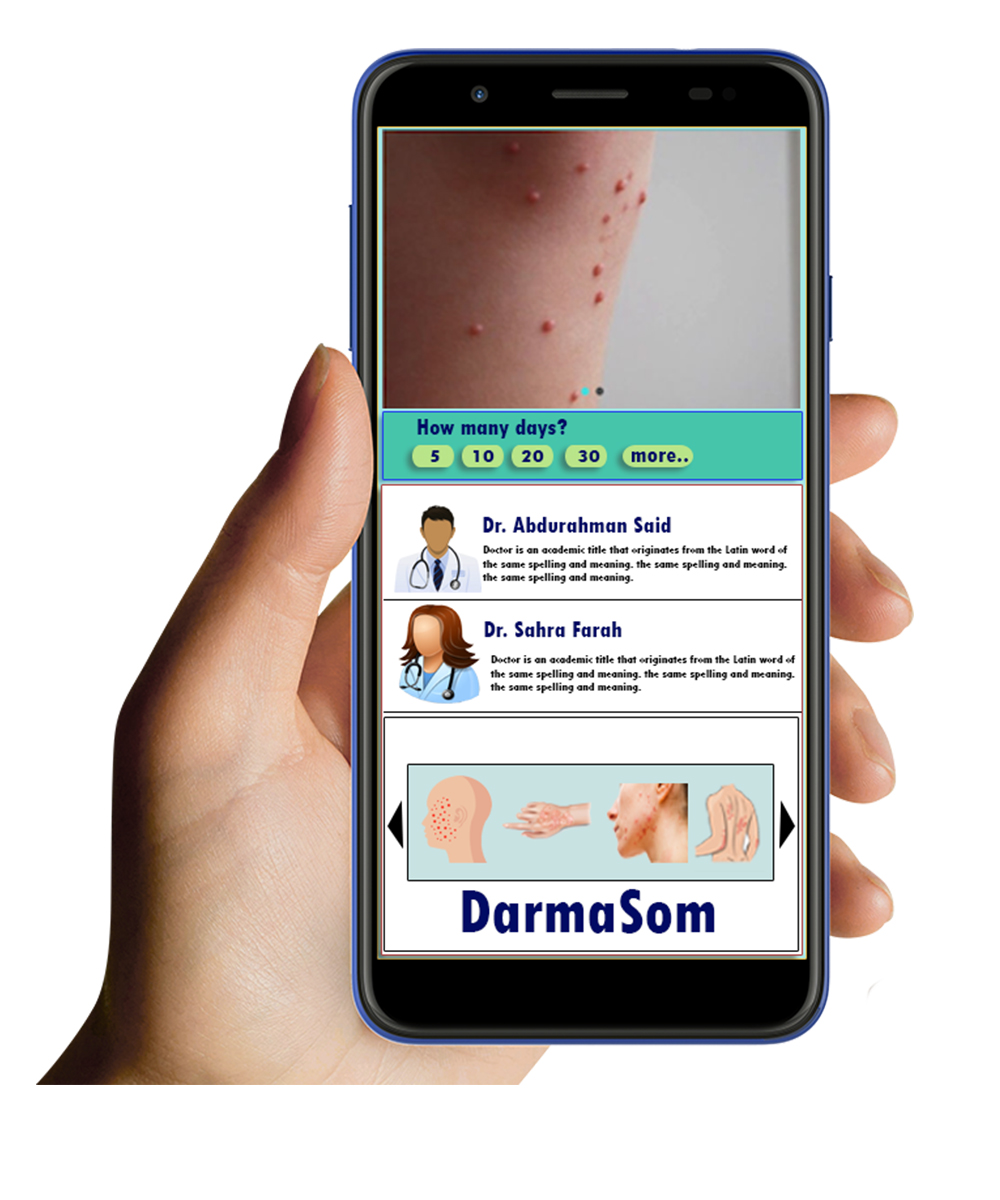 How many days?
5 10 20 30 more..
Dr. Abdurahman Said
Doctor is an academic title that originates from the Latin word of
the same spelling and meaning. the same spelling and meaning.
the same spelling and meaning.
Dr. Sahra Farah
Doctor is an academic title that originates from the Latin word of
the same spelling and meaning. the same spelling and meaning.
the same spelling and meaning.
DarmaSom